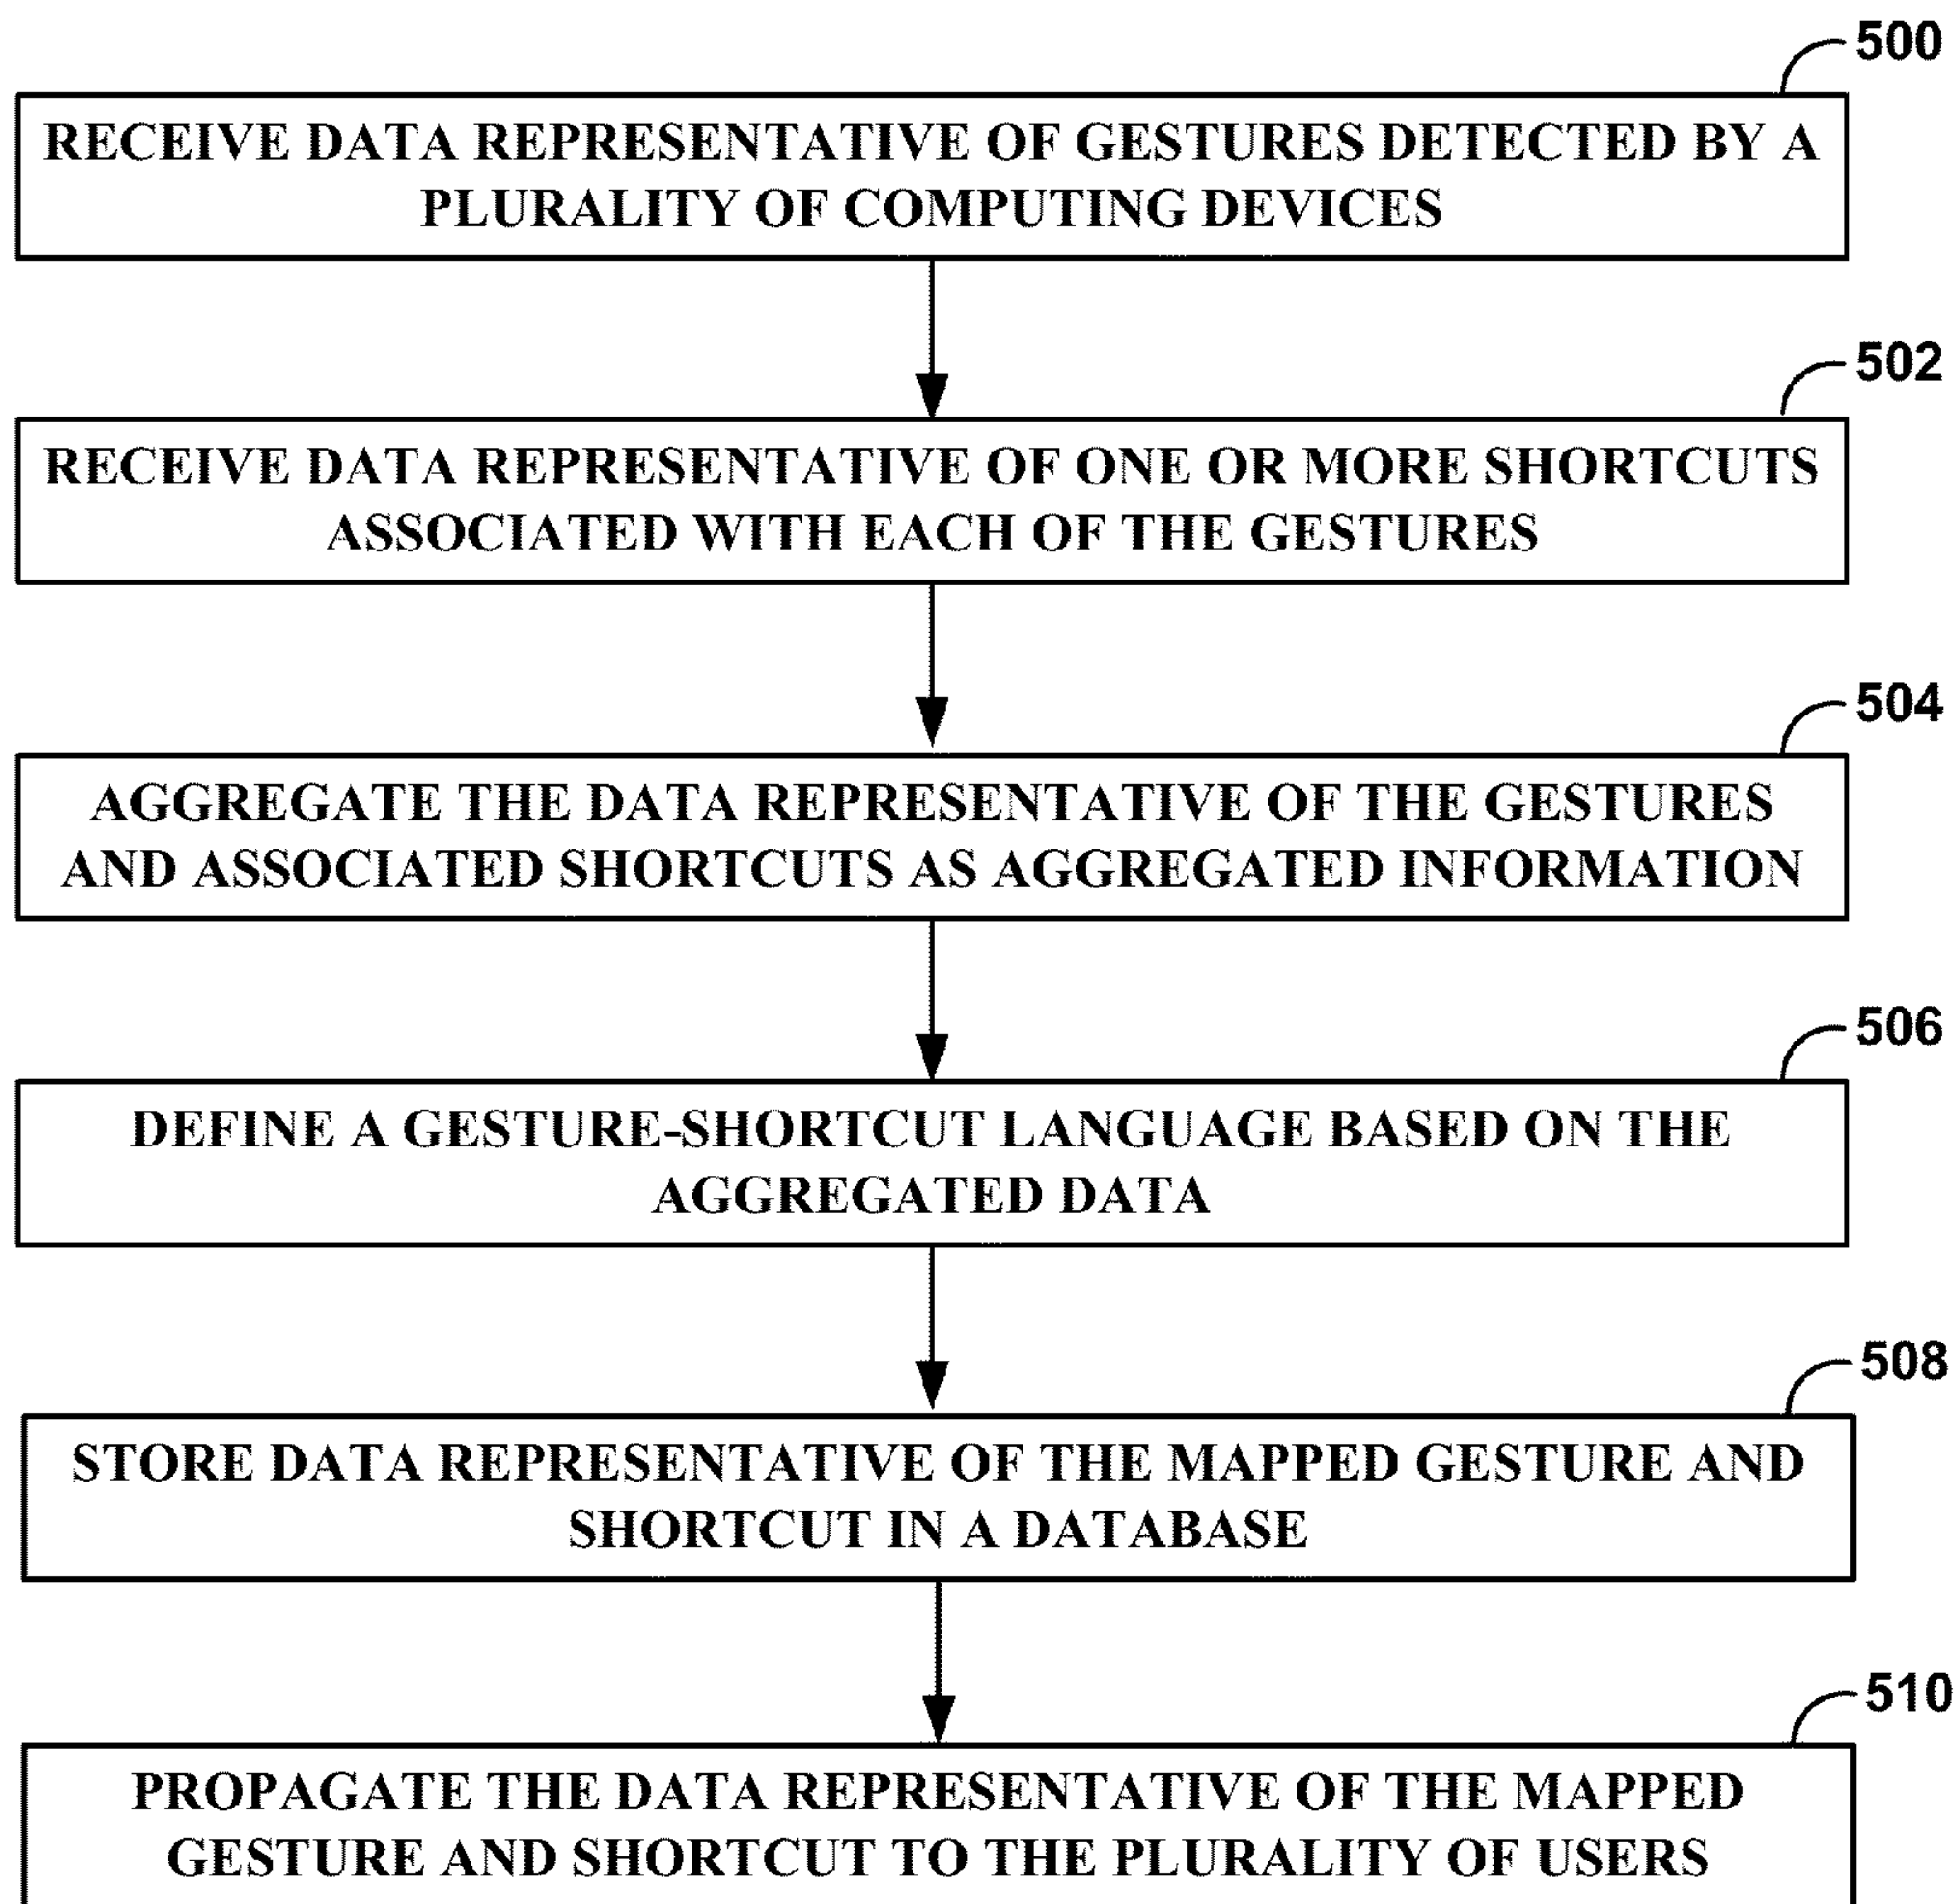 500
RECEIVE DATA REPRESENTATIVE OF GESTURES DETECTED BY A
PLURALITY OF COMPUTING DEVICES
502
RECEIVE DATA REPRESENTATIVE OF ONE OR MORE SHORTCUTS
ASSOCIATED WITH EACH OF THE GESTURES
504
AGGREGATE THE DATA REPRESENTATIVE OF THE GESTURES
AND ASSOCIATED SHORTCUTS AS AGGREGATED INFORMATION
506
DEFINE A GESTURE-SHORTCUT LANGUAGE BASED ON THE
AGGREGATED DATA
508
STORE DATA REPRESENTATIVE OF THE MAPPED GESTURE AND
SHORTCUT IN A DATABASE
510
PROPAGATE THE DATA REPRESENTATIVE OF THE MAPPED
GESTURE AND SHORTCUT TO THE PLURALITY OF USERS